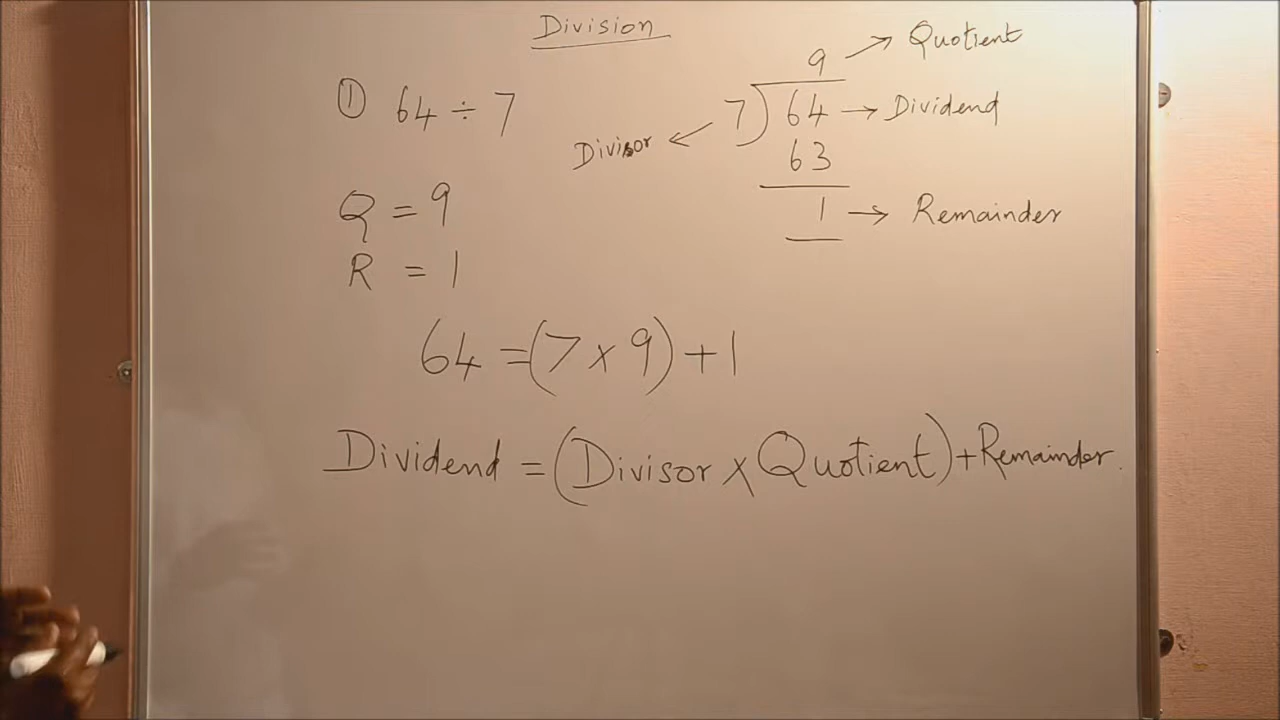 Division
① 64 ÷ 7
Q = 9
R = 1
9 → Quotient
Divisor ← 7)64 → Dividend
63
1 → Remainder
64 = (7 × 9) + 1
Dividend = (Divisor × Quotient) + Remainder.